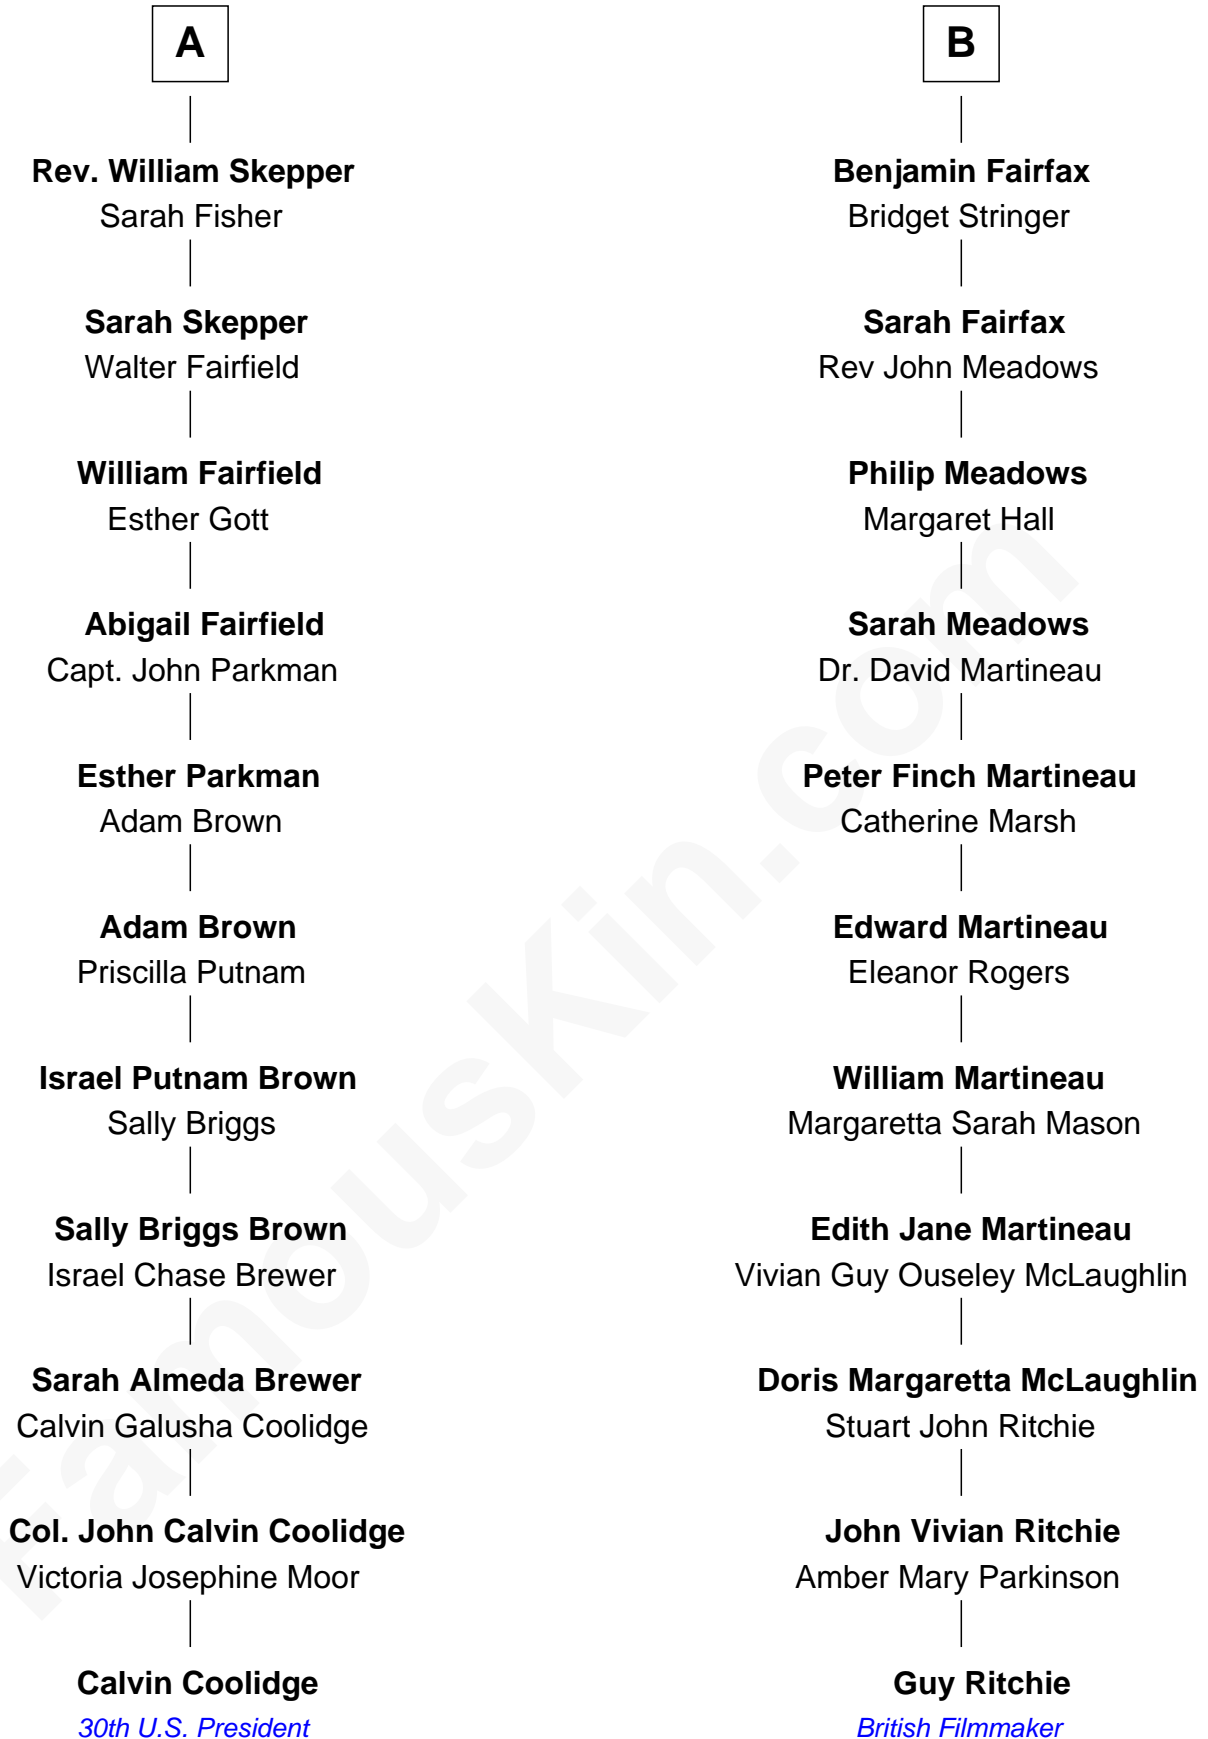 A
Rev. William Skepper
Sarah Fisher
Sarah Skepper
Walter Fairfield
William Fairfield
Esther Gott
Abigail Fairfield
Capt. John Parkman
Esther Parkman
Adam Brown
Adam Brown
Priscilla Putnam
Israel Putnam Brown
Sally Briggs
Sally Briggs Brown
Israel Chase Brewer
Sarah Almeda Brewer
Calvin Galusha Coolidge
Col. John Calvin Coolidge
Victoria Josephine Moor
Calvin Coolidge
30th U.S. President
B
Benjamin Fairfax
Bridget Stringer
Sarah Fairfax
Rev John Meadows
Philip Meadows
Margaret Hall
Sarah Meadows
Dr. David Martineau
Peter Finch Martineau
Catherine Marsh
Edward Martineau
Eleanor Rogers
William Martineau
Margaretta Sarah Mason
Edith Jane Martineau
Vivian Guy Ouseley McLaughlin
Doris Margaretta McLaughlin
Stuart John Ritchie
John Vivian Ritchie
Amber Mary Parkinson
Guy Ritchie
British Filmmaker
FamousKin.com